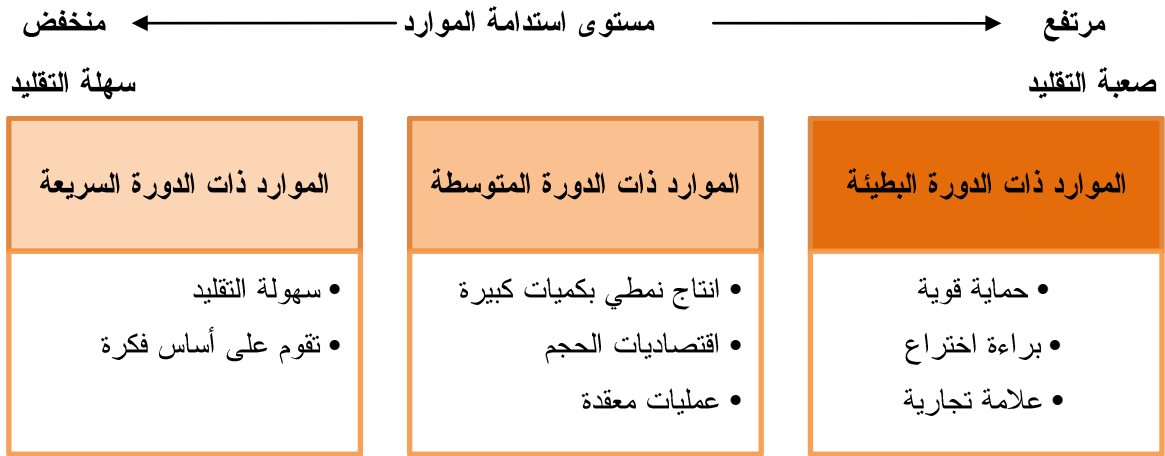 مرتفع مستوى استدامة الموارد منخفض
صعبة التقليد سهلة التقليد
الموارد ذات الدورة البطيئة
• حماية قوية
• براءة اختراع
• علامة تجارية
الموارد ذات الدورة المتوسطة
• انتاج نمطي بكميات كبيرة
• اقتصاديات الحجم
• عمليات معقدة
الموارد ذات الدورة السريعة
• سهولة التقليد
• تقوم على أساس فكرة